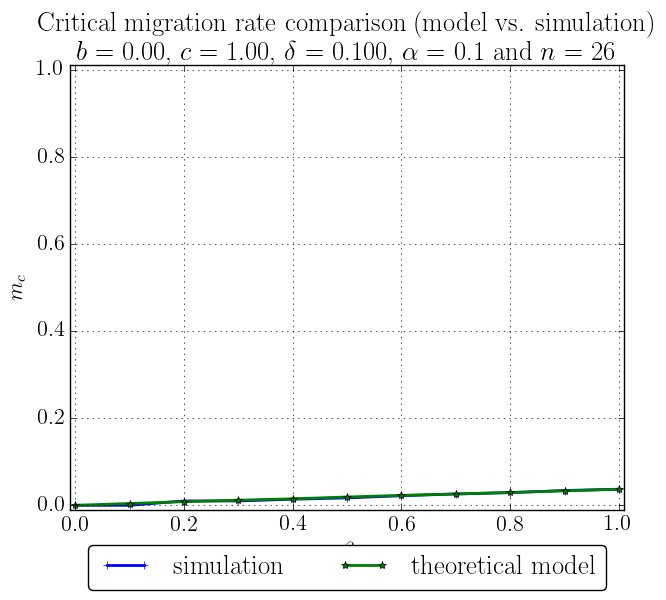 Critical migration rate comparison (model vs. simulation)
b = 0.00, c = 1.00, δ = 0.100, α = 0.1 and n = 26
1.0
0.8
0.6
0.4
0.2
0.0
m_c
0.0 0.2 0.4 0.6 0.8 1.0
simulation theoretical model